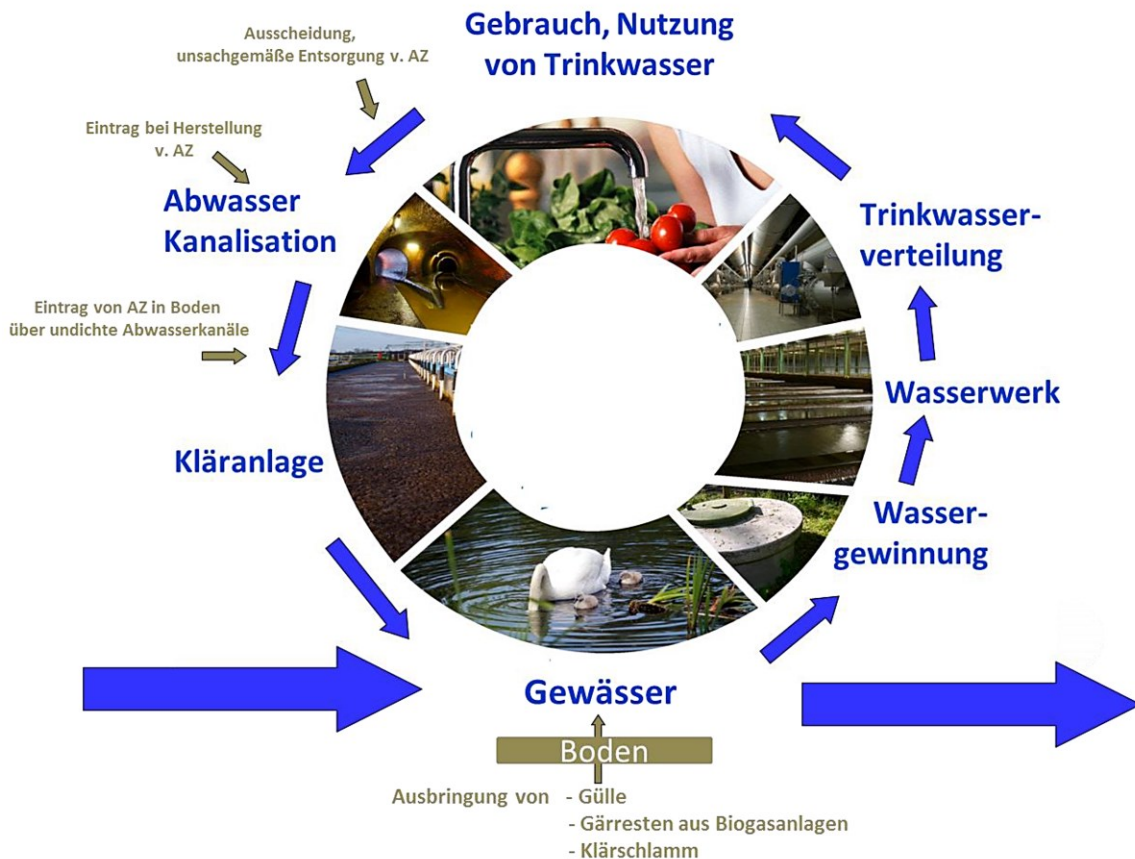 Gebrauch, Nutzung
von Trinkwasser
Ausscheidung,
unsachgemäße Entsorgung v. AZ
Eintrag bei Herstellung
v. AZ
Abwasser
Kanalisation
Eintrag von AZ in Boden
über undichte Abwasserkanäle
Kläranlage
Trinkwasser-
verteilung
Wasserwerk
Wasser-
gewinnung
Gewässer
Boden
Ausbringung von - Gülle
- Gärresten aus Biogasanlagen
- Klärschlamm